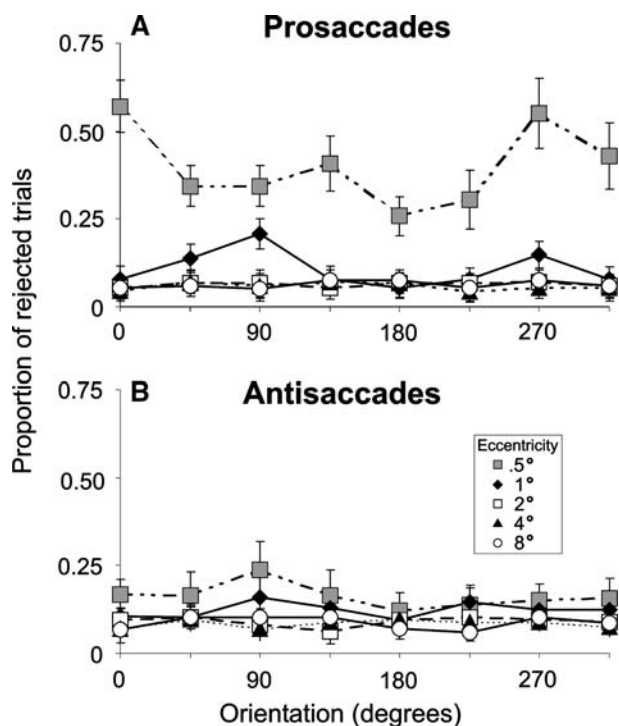 A Prosaccades
0.75
0.50
0.25
0
0 90 180 270
Proportion of rejected trials
B Antisaccades
0.75
0.50
0.25
0
Eccentricity
.5°
1°
2°
4°
8°
0 90 180 270
Orientation (degrees)